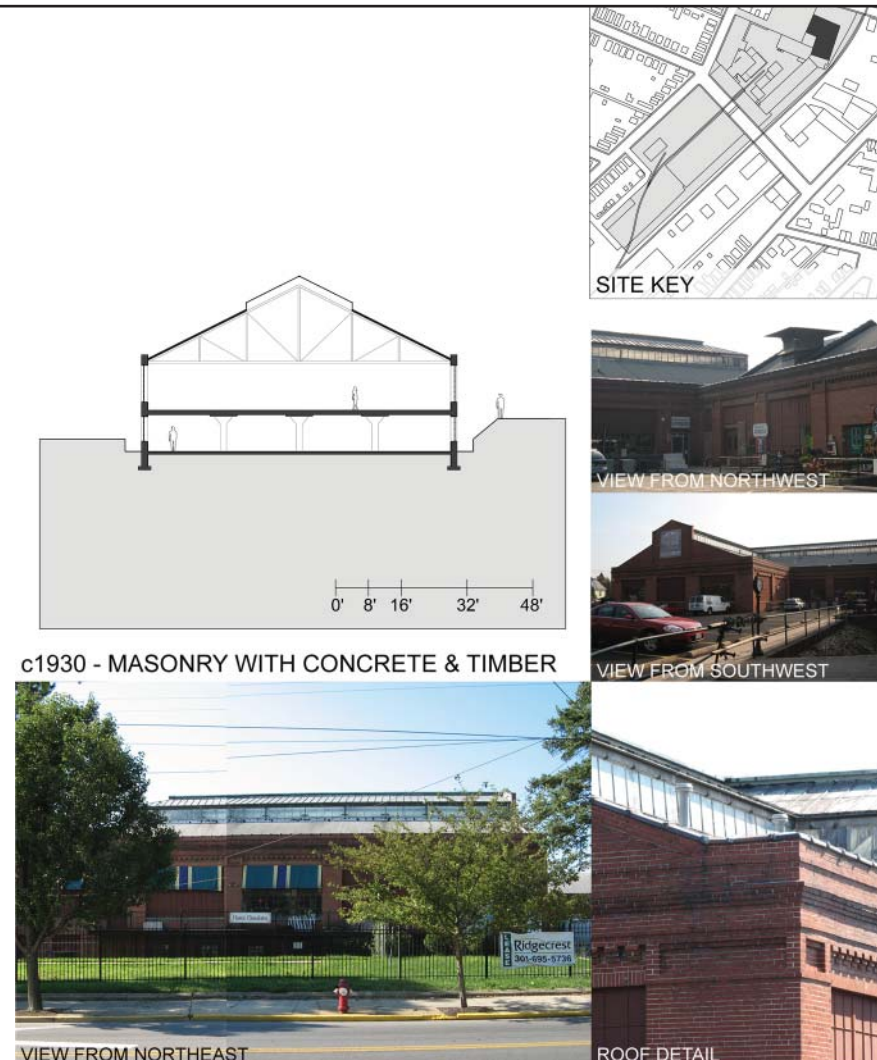 SITE KEY
VIEW FROM NORTHWEST
0' 8' 16' 32' 48'
c1930 - MASONRY WITH CONCRETE & TIMBER
VIEW FROM SOUTHWEST
LEASE
Ridgecrest
301-695-5736
VIEW FROM NORTHEAST
ROOF DETAIL